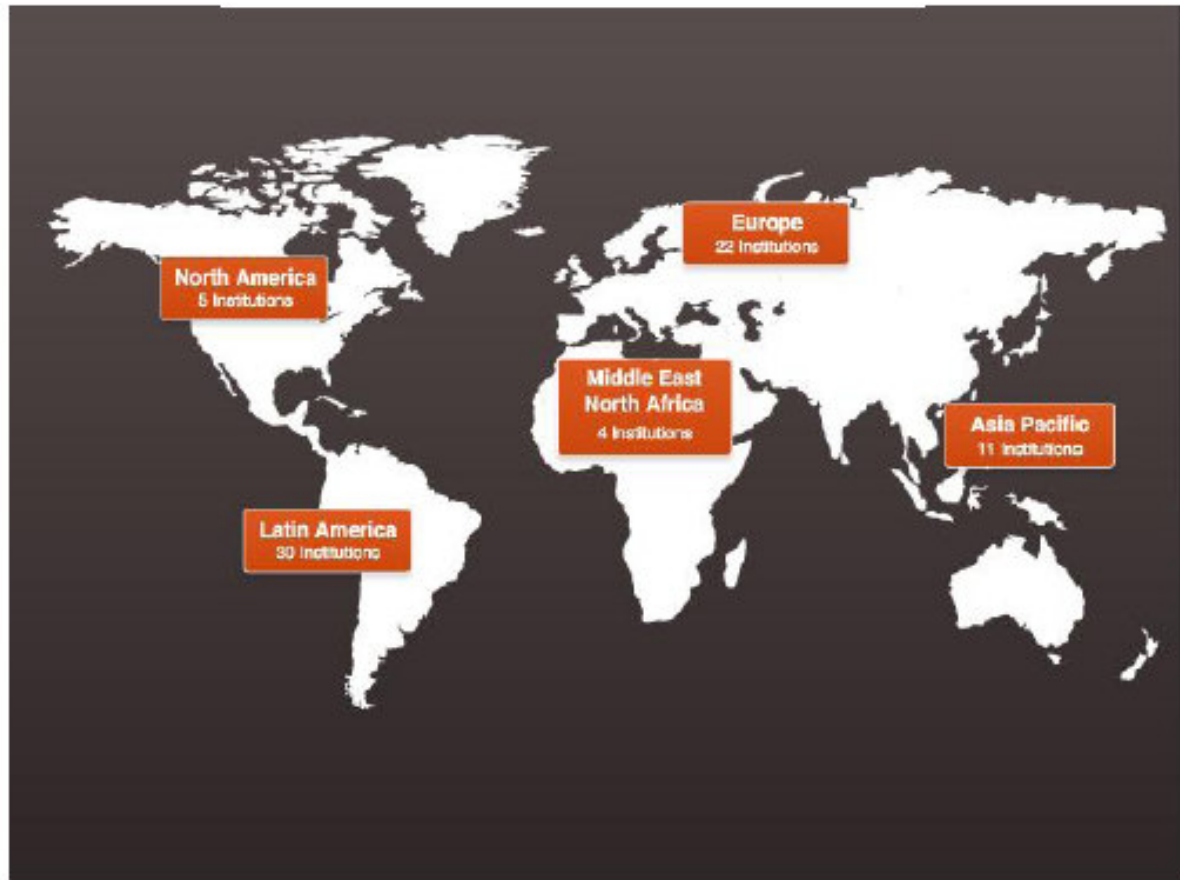 Europe
22 Institutions
North America
5 Institutions
Middle East
North Africa
4 Institutions
Asia Pacific
11 Institutions
Latin America
30 Institutions